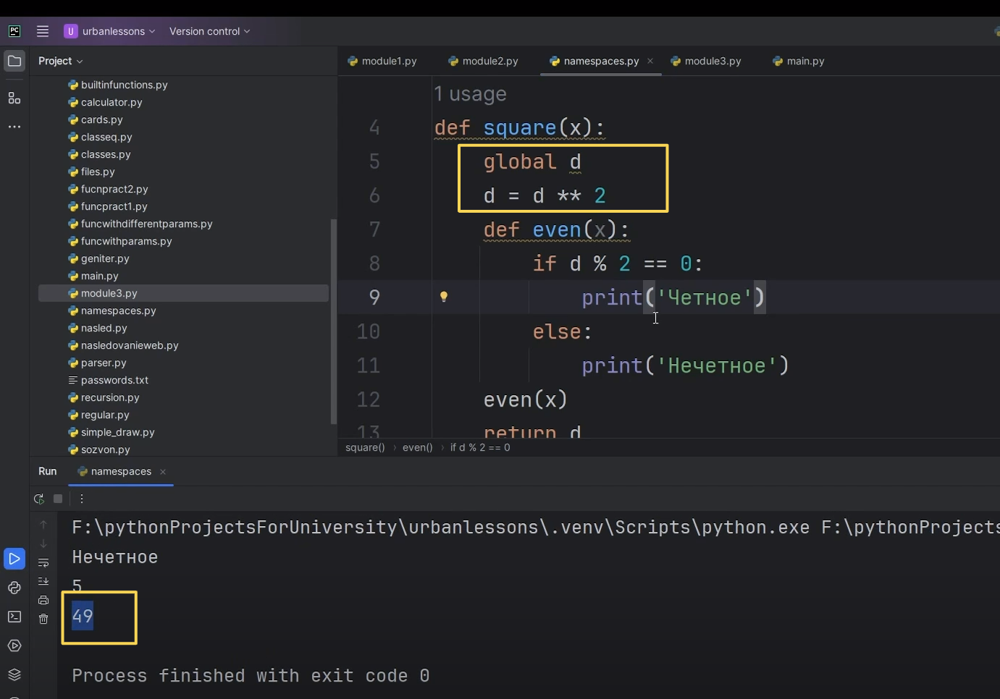 PC
U urbanlessons Version control
Project
module1.py module2.py namespaces.py module3.py main.py
builtinfunctions.py
calculator.py
cards.py
classeq.py
classes.py
files.py
fucnpract2.py
funcpract1.py
funcwithdifferentparams.py
funcwithparams.py
geniter.py
main.py
module3.py
namespaces.py
nasled.py
nasledovanieweb.py
parser.py
passwords.txt
recursion.py
regular.py
simple_draw.py
sozvon.py
1 usage
4 def square(x):
5 global d
6 d = d ** 2
7 def even(x):
8 if d % 2 == 0:
9 print('Четное')
10 else:
11 print('Нечетное')
12 even(x)
13 return d
square() › even() › if d % 2 == 0
Run namespaces
F:\pythonProjectsForUniversity\urbanlessons\.venv\Scripts\python.exe F:\pythonProjects
Нечетное
5
49
Process finished with exit code 0